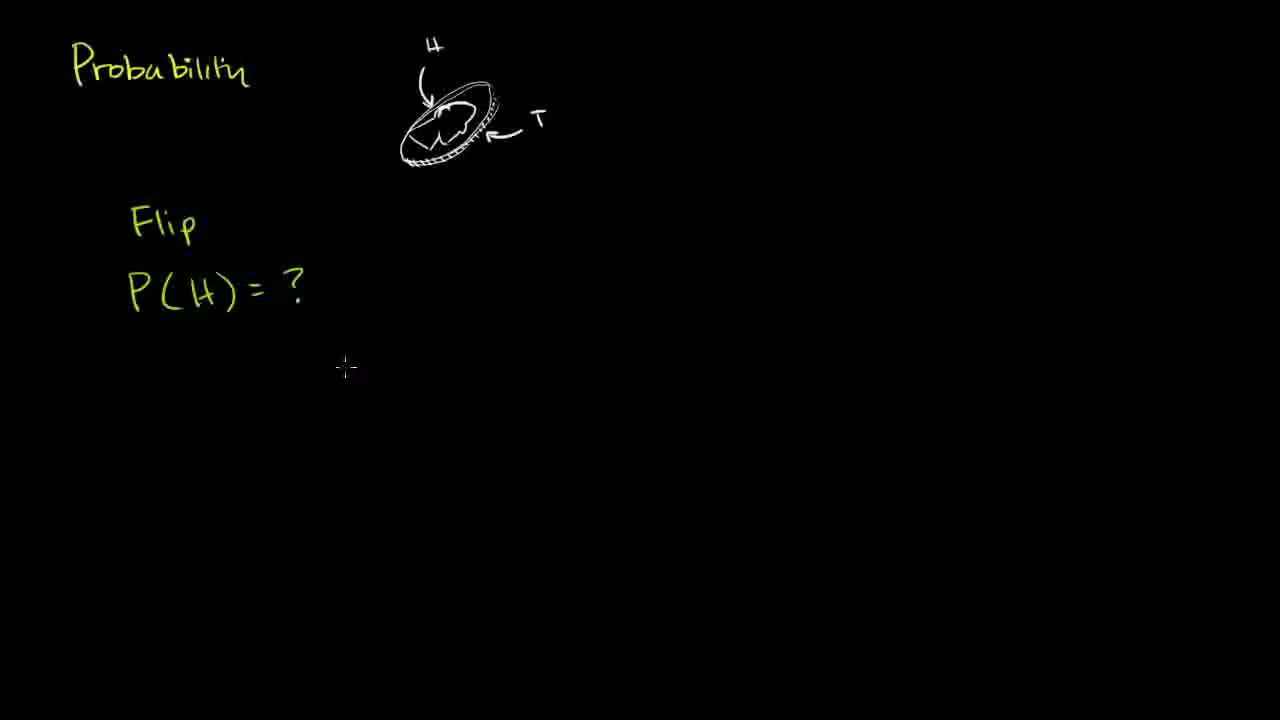 Probability
H
T
Flip
P(H) = ?